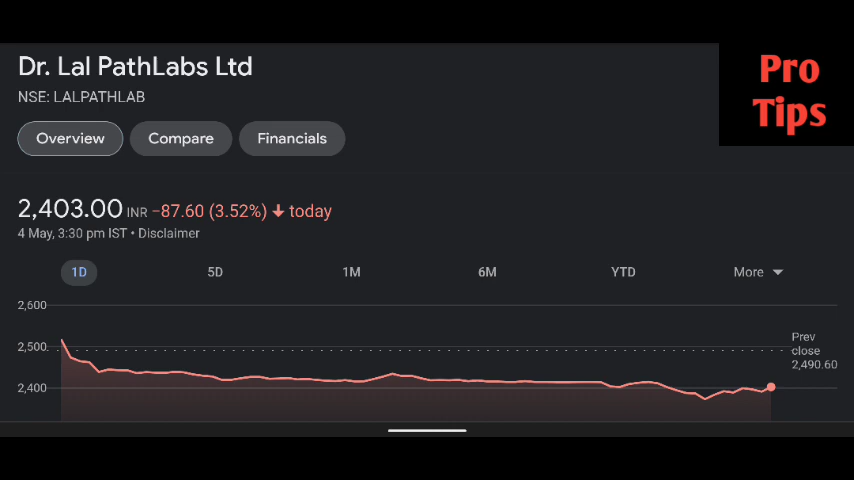 Dr. Lal PathLabs Ltd
NSE: LALPATHLAB
Pro
Tips
Overview Compare Financials
2,403.00 INR −87.60 (3.52%) ↓ today
4 May, 3:30 pm IST • Disclaimer
1D 5D 1M 6M YTD More
2,600
2,500
2,400
Prev
close
2,490.60